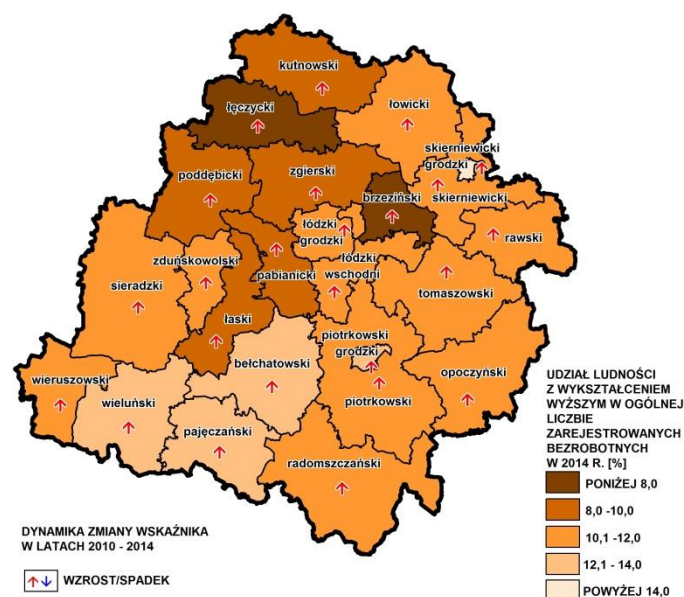 kutnowski
łęczycki
łowicki
skierniewicki
grodzki
skierniewicki
poddębicki
zgierski
brzeziński
rawski
łódzki
grodzki
łódzki
wschodni
zduńskowolski
pabianicki
sieradzki
tomaszowski
łaski
piotrkowski
grodzki
bełchatowski
opoczyński
wieruszowski
wieluński
piotrkowski
pajęczański
radomszczański
UDZIAŁ LUDNOŚCI
Z WYKSZTAŁCENIEM
WYŻSZYM W OGÓLNEJ
LICZBIE
ZAREJESTROWANYCH
BEZROBOTNYCH
W 2014 R. [%]
PONIŻEJ 8,0
8,0 -10,0
10,1 -12,0
12,1 - 14,0
POWYŻEJ 14,0
DYNAMIKA ZMIANY WSKAŹNIKA
W LATACH 2010 - 2014
WZROST/SPADEK